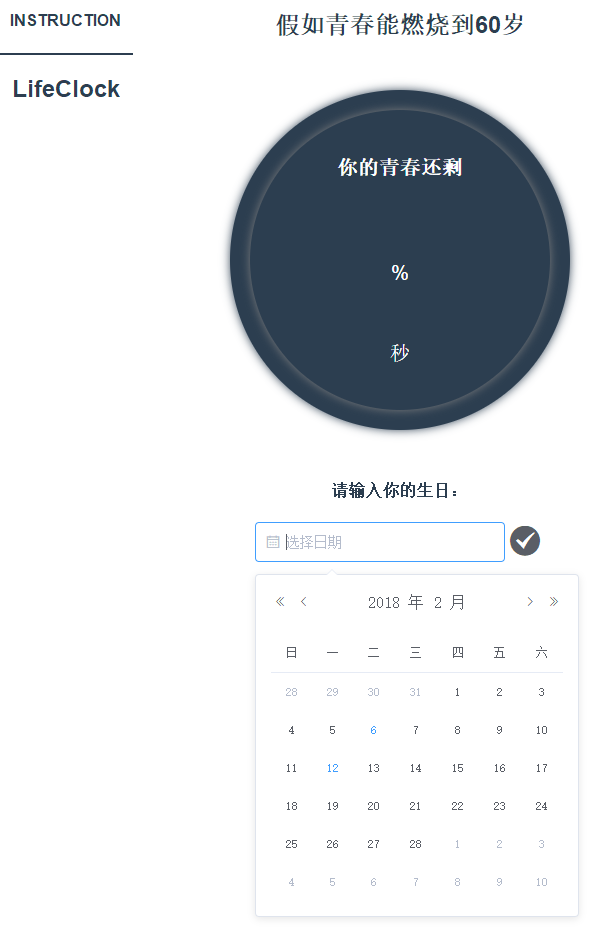 INSTRUCTION
LifeClock
假如青春能燃烧到60岁
你的青春还剩
%
秒
请输入你的生日：
选择日期
2018 年 2 月
日 一 二 三 四 五 六
28 29 30 31 1 2 3
4 5 6 7 8 9 10
11 12 13 14 15 16 17
18 19 20 21 22 23 24
25 26 27 28 1 2 3
4 5 6 7 8 9 10